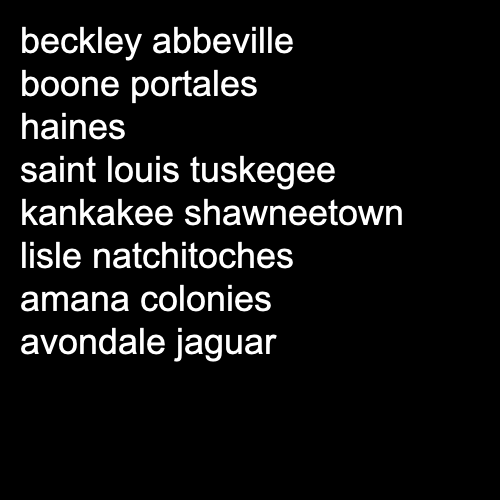 beckley abbeville
boone portales
haines
saint louis tuskegee
kankakee shawneetown
lisle natchitoches
amana colonies
avondale jaguar